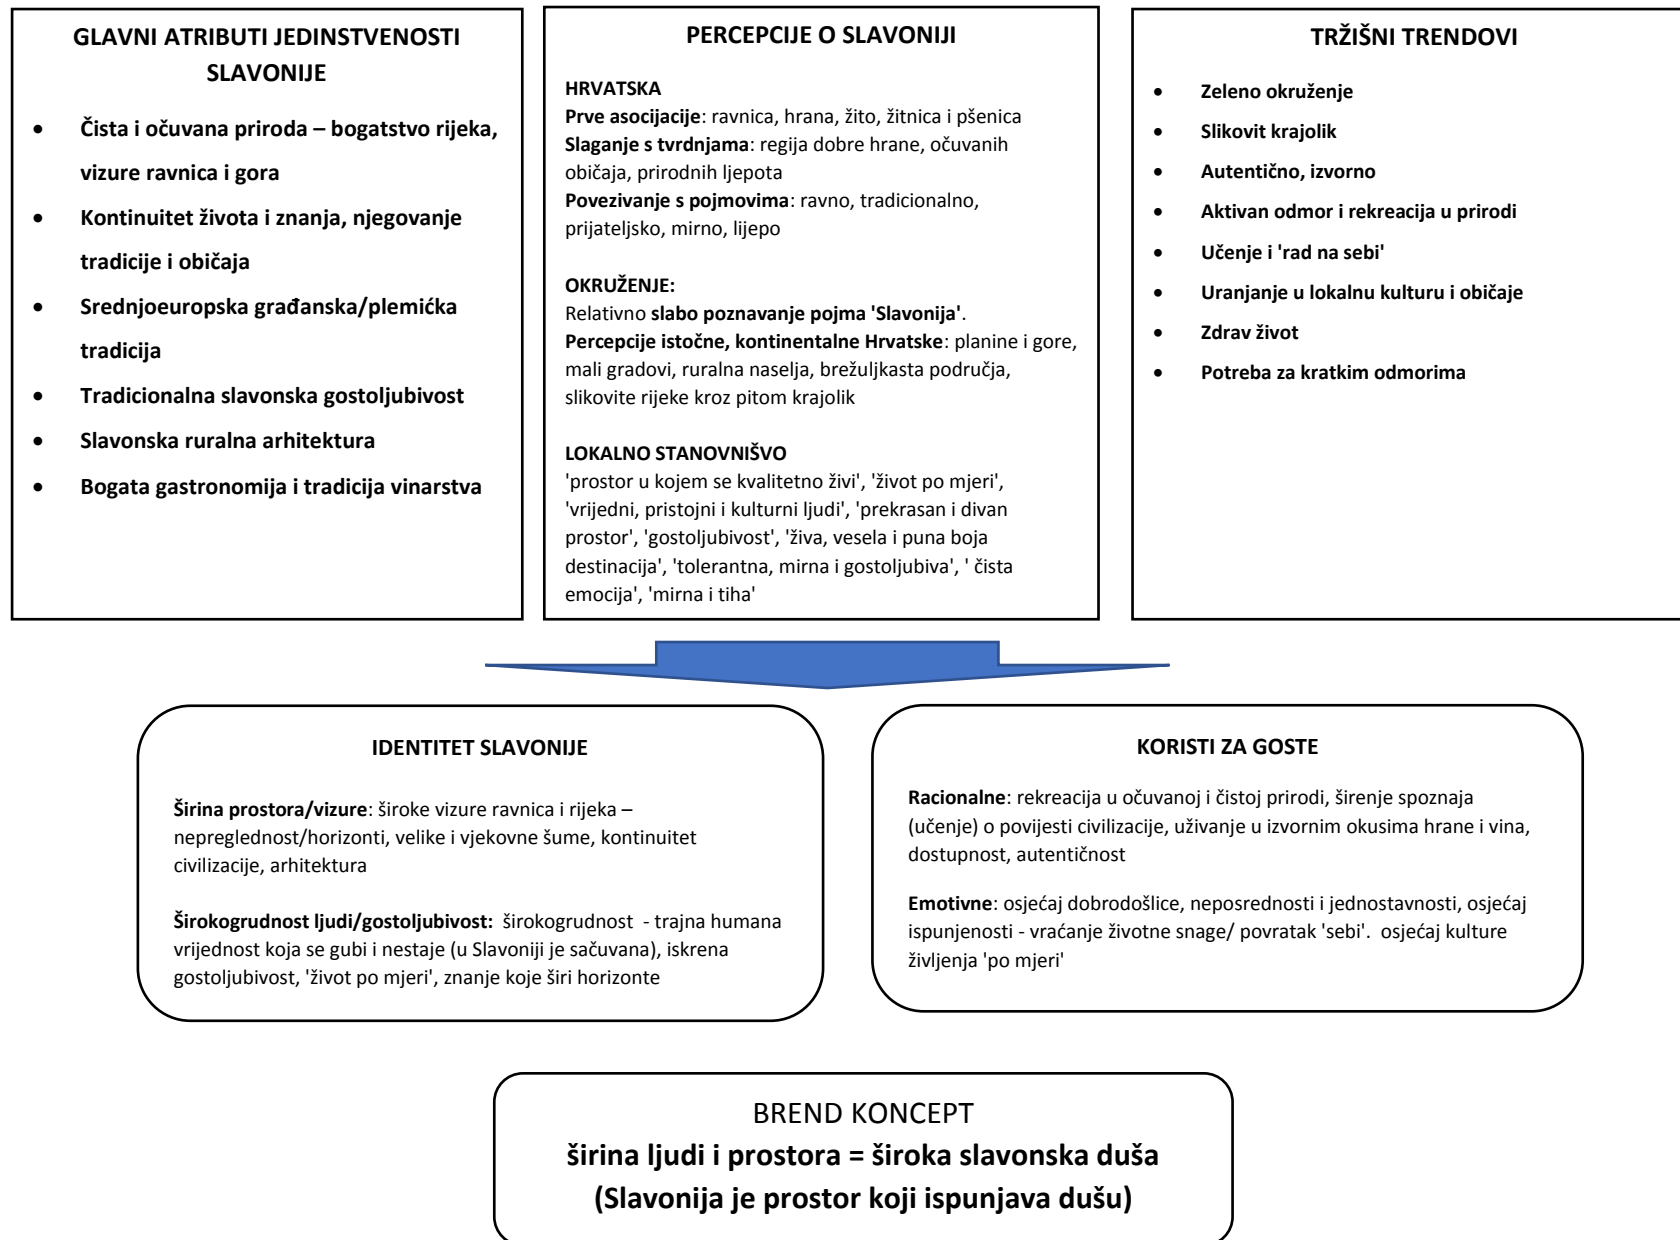 GLAVNI ATRIBUTI JEDINSTVENOSTI
SLAVONIJE
• Čista i očuvana priroda – bogatstvo rijeka,
vizure ravnica i gora
• Kontinuitet života i znanja, njegovanje
tradicije i običaja
• Srednjoeuropska građanska/plemićka
tradicija
• Tradicionalna slavonska gostoljubivost
• Slavonska ruralna arhitektura
• Bogata gastronomija i tradicija vinarstva
PERCEPCIJE O SLAVONIJI
HRVATSKA
Prve asocijacije: ravnica, hrana, žito, žitnica i pšenica
Slaganje s tvrdnjama: regija dobre hrane, očuvanih
običaja, prirodnih ljepota
Povezivanje s pojmovima: ravno, tradicionalno,
prijateljsko, mirno, lijepo
OKRUŽENJE:
Relativno slabo poznavanje pojma 'Slavonija'.
Percepcije istočne, kontinentalne Hrvatske: planine i gore,
mali gradovi, ruralna naselja, brežuljkasta područja,
slikovite rijeke kroz pitom krajolik
LOKALNO STANOVNIŠVO
'prostor u kojem se kvalitetno živi', 'život po mjeri',
'vrijedni, pristojni i kulturni ljudi', 'prekrasan i divan
prostor', 'gostoljubivost', 'živa, vesela i puna boja
destinacija', 'tolerantna, mirna i gostoljubiva', ' čista
emocija', 'mirna i tiha'
TRŽIŠNI TRENDOVI
• Zeleno okruženje
• Slikovit krajolik
• Autentično, izvorno
• Aktivan odmor i rekreacija u prirodi
• Učenje i 'rad na sebi'
• Uranjanje u lokalnu kulturu i običaje
• Zdrav život
• Potreba za kratkim odmorima
IDENTITET SLAVONIJE
Širina prostora/vizure: široke vizure ravnica i rijeka –
nepreglednost/horizonti, velike i vjekovne šume, kontinuitet
civilizacije, arhitektura
Širokogrudnost ljudi/gostoljubivost: širokogrudnost - trajna humana
vrijednost koja se gubi i nestaje (u Slavoniji je sačuvana), iskrena
gostoljubivost, 'život po mjeri', znanje koje širi horizonte
KORISTI ZA GOSTE
Racionalne: rekreacija u očuvanoj i čistoj prirodi, širenje spoznaja
(učenje) o povijesti civilizacije, uživanje u izvornim okusima hrane i vina,
dostupnost, autentičnost
Emotivne: osjećaj dobrodošlice, neposrednosti i jednostavnosti, osjećaj
ispunjenosti - vraćanje životne snage/ povratak 'sebi'. osjećaj kulture
življenja 'po mjeri'
BREND KONCEPT
širina ljudi i prostora = široka slavonska duša
(Slavonija je prostor koji ispunjava dušu)